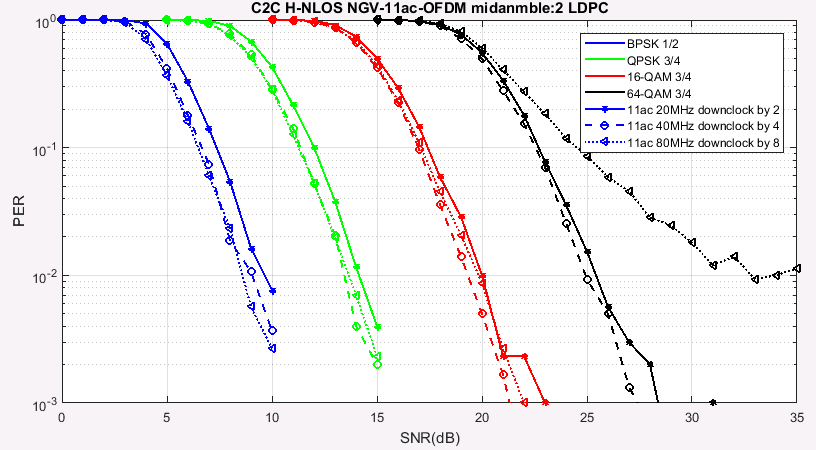 C2C H-NLOS NGV-11ac-OFDM midanmble:2 LDPC
BPSK 1/2
QPSK 3/4
16-QAM 3/4
64-QAM 3/4
11ac 20MHz downclock by 2
11ac 40MHz downclock by 4
11ac 80MHz downclock by 8
PER
10^0
10^-1
10^-2
10^-3
0 5 10 15 20 25 30 35
SNR(dB)